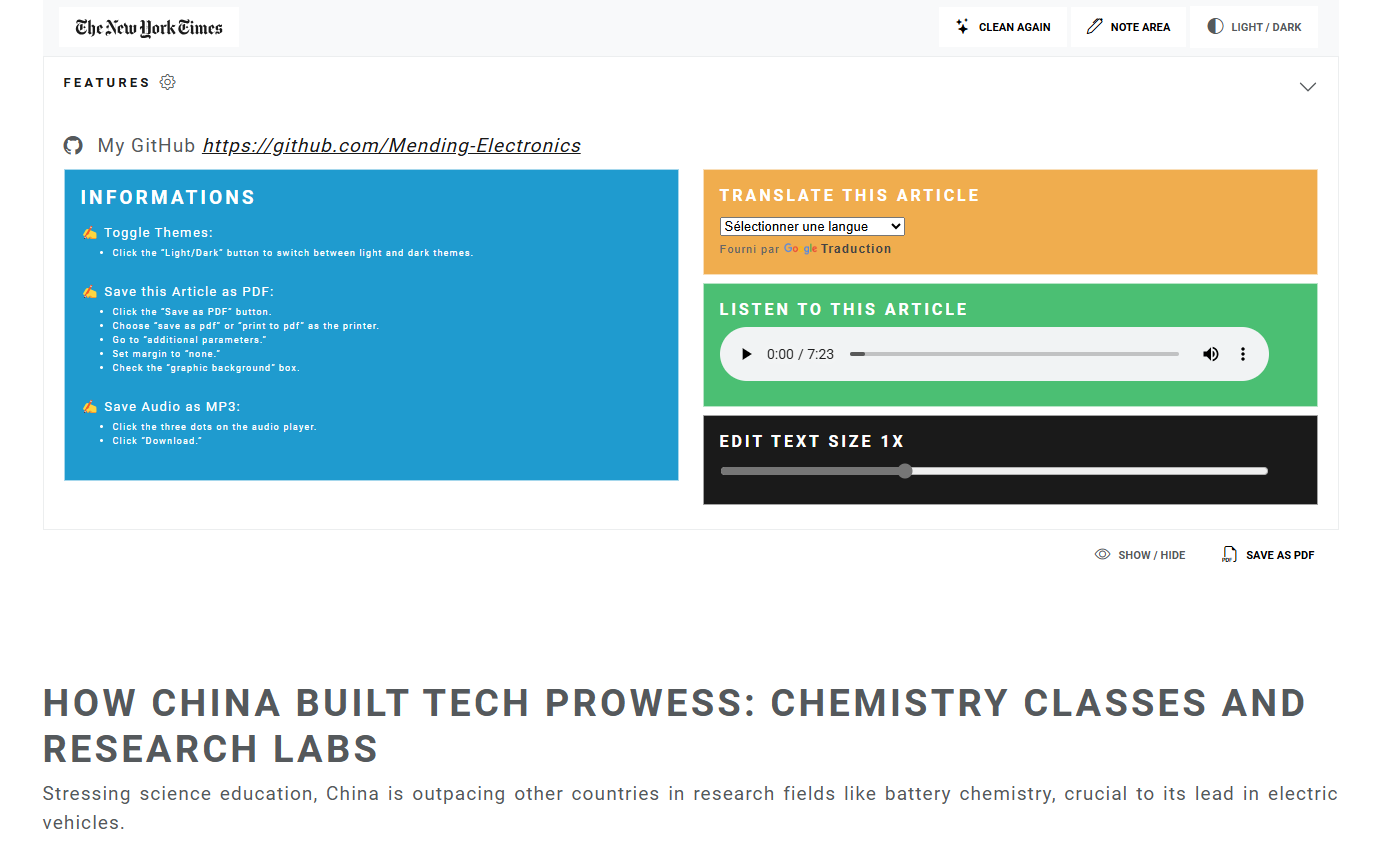 The New York Times
CLEAN AGAIN
NOTE AREA
LIGHT / DARK
FEATURES
My GitHub https://github.com/Mending-Electronics
INFORMATIONS
✍ Toggle Themes:
• Click the "Light/Dark" button to switch between light and dark themes.
✍ Save this Article as PDF:
• Click the "Save as PDF" button.
• Choose "save as pdf" or "print to pdf" as the printer.
• Go to "additional parameters."
• Set margin to "none."
• Check the "graphic background" box.
✍ Save Audio as MP3:
• Click the three dots on the audio player.
• Click "Download."
TRANSLATE THIS ARTICLE
Sélectionner une langue
Fourni par Google Traduction
LISTEN TO THIS ARTICLE
0:00 / 7:23
EDIT TEXT SIZE 1X
SHOW / HIDE
PDF SAVE AS PDF
HOW CHINA BUILT TECH PROWESS: CHEMISTRY CLASSES AND
RESEARCH LABS
Stressing science education, China is outpacing other countries in research fields like battery chemistry, crucial to its lead in electric
vehicles.